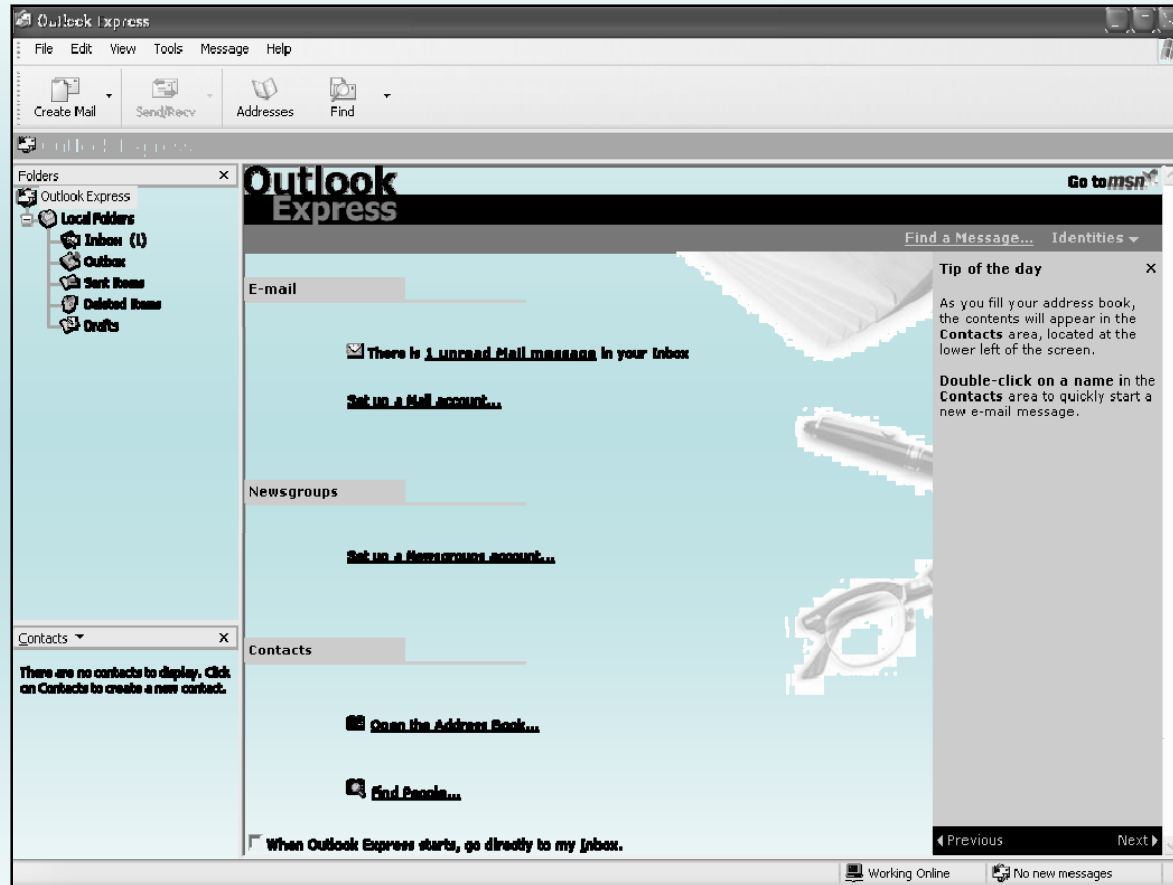 Outlook Express
File Edit View Tools Message Help
Create Mail Send/Recv Addresses Find
Outlook Express
Folders
Outlook Express
Local Folders
Inbox (1)
Outbox
Sent Items
Deleted Items
Drafts
Contacts
There are no contacts to display. Click
on Contacts to create a new contact.
Outlook
Express
Go to msn
Find a Message... Identities
E-mail
There is 1 unread Mail message in your Inbox
Set up a Mail account...
Newsgroups
Set up a Newsgroups account...
Contacts
Open the Address Book...
Find People...
When Outlook Express starts, go directly to my Inbox.
Tip of the day
As you fill your address book,
the contents will appear in the
Contacts area, located at the
lower left of the screen.
Double-click on a name in the
Contacts area to quickly start a
new e-mail message.
Previous Next
Working Online No new messages